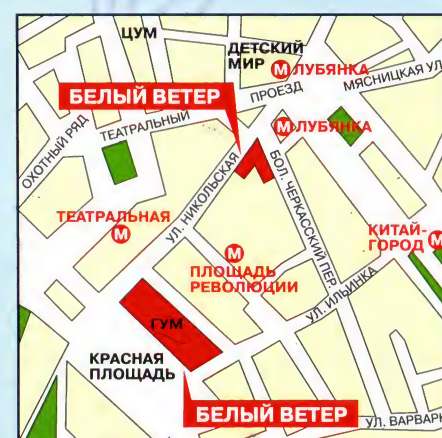 ЦУМ
ДЕТСКИЙ
МИР
М ЛУБЯНКА
МЯСНИЦКАЯ УЛ
БЕЛЫЙ ВЕТЕР
ТЕАТРАЛЬНЫЙ
ПРОЕЗД
ОХОТНЫЙ РЯД
М ЛУБЯНКА
УЛ. НИКОЛЬСКАЯ
БОЛ. ЧЕРКАССКИЙ ПЕР.
ТЕАТРАЛЬНАЯ
М
КИТАЙ-
ГОРОД М
М
ПЛОЩАДЬ
РЕВОЛЮЦИИ
УЛ. ИЛЬИНКА
ГУМ
КРАСНАЯ
ПЛОЩАДЬ
БЕЛЫЙ ВЕТЕР
УЛ. ВАРВАРК